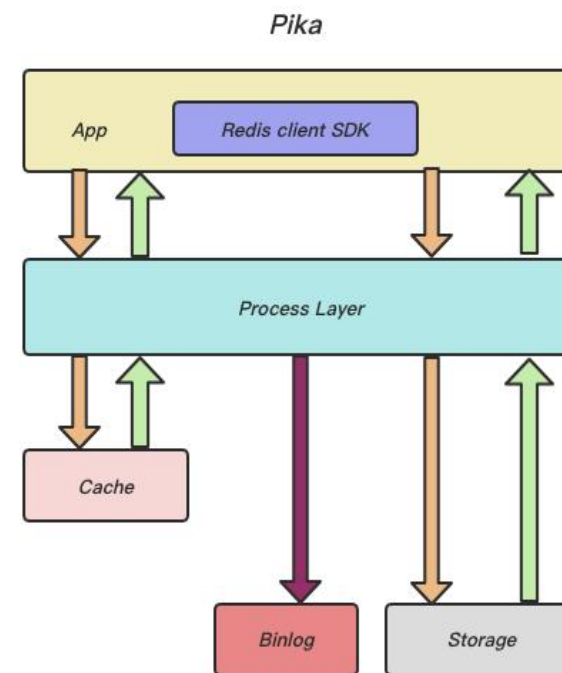 Pika
App
Redis client SDK
Process Layer
Cache
Binlog
Storage